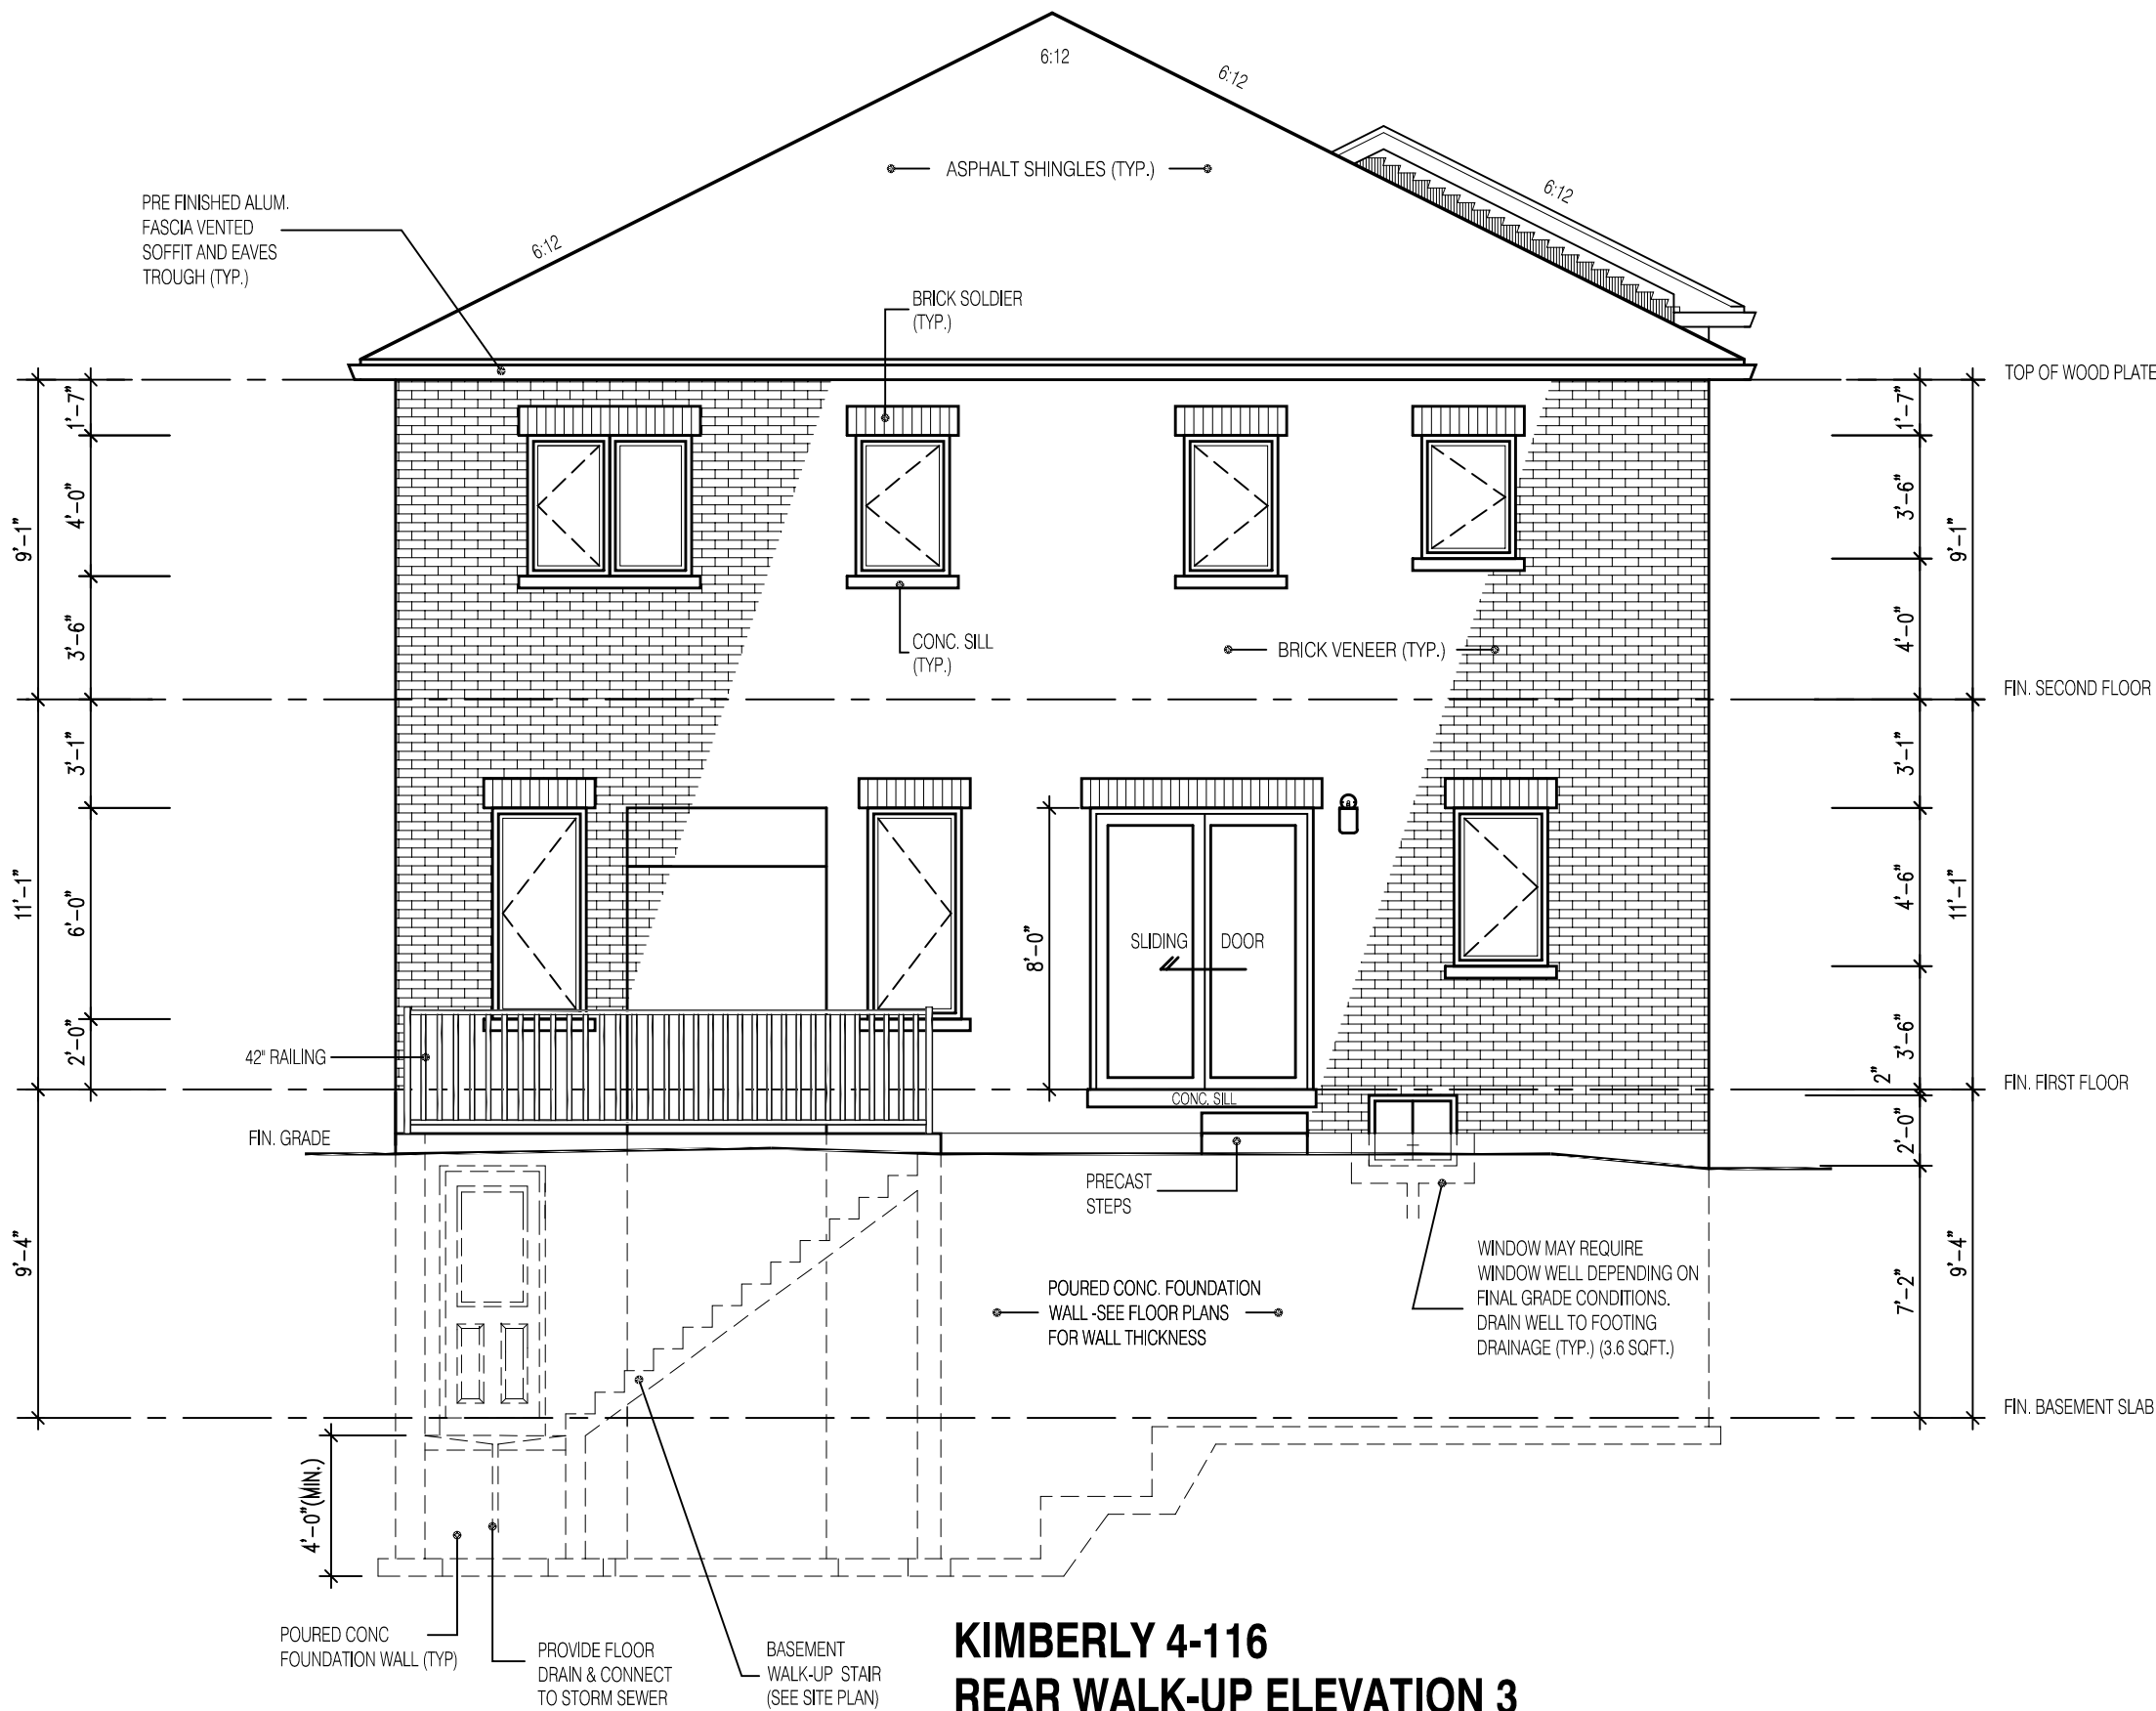 6:12
6:12
ASPHALT SHINGLES (TYP.)
6:12
PRE FINISHED ALUM.
FASCIA VENTED
SOFFIT AND EAVES
TROUGH (TYP.)
6:12
BRICK SOLDIER
(TYP.)
TOP OF WOOD PLATE
1'-7"
1'-7"
4'-0"
9'-1"
3'-6"
9'-1"
3'-6"
CONC. SILL
(TYP.)
BRICK VENEER (TYP.)
4'-0"
FIN. SECOND FLOOR
3'-1"
3'-1"
11'-1"
6'-0"
8'-0"
SLIDING DOOR
4'-6"
11'-1"
2'-0"
42" RAILING
3'-6"
2"
FIN. FIRST FLOOR
CONC. SILL
FIN. GRADE
2'-0"
PRECAST
STEPS
9'-4"
POURED CONC. FOUNDATION
WALL -SEE FLOOR PLANS
FOR WALL THICKNESS
WINDOW MAY REQUIRE
WINDOW WELL DEPENDING ON
FINAL GRADE CONDITIONS.
DRAIN WELL TO FOOTING
DRAINAGE (TYP.) (3.6 SQFT.)
7'-2"
9'-4"
FIN. BASEMENT SLAB
4'-0"(MIN.)
POURED CONC
FOUNDATION WALL (TYP)
PROVIDE FLOOR
DRAIN & CONNECT
TO STORM SEWER
BASEMENT
WALK-UP STAIR
(SEE SITE PLAN)
KIMBERLY 4-116
REAR WALK-UP ELEVATION 3